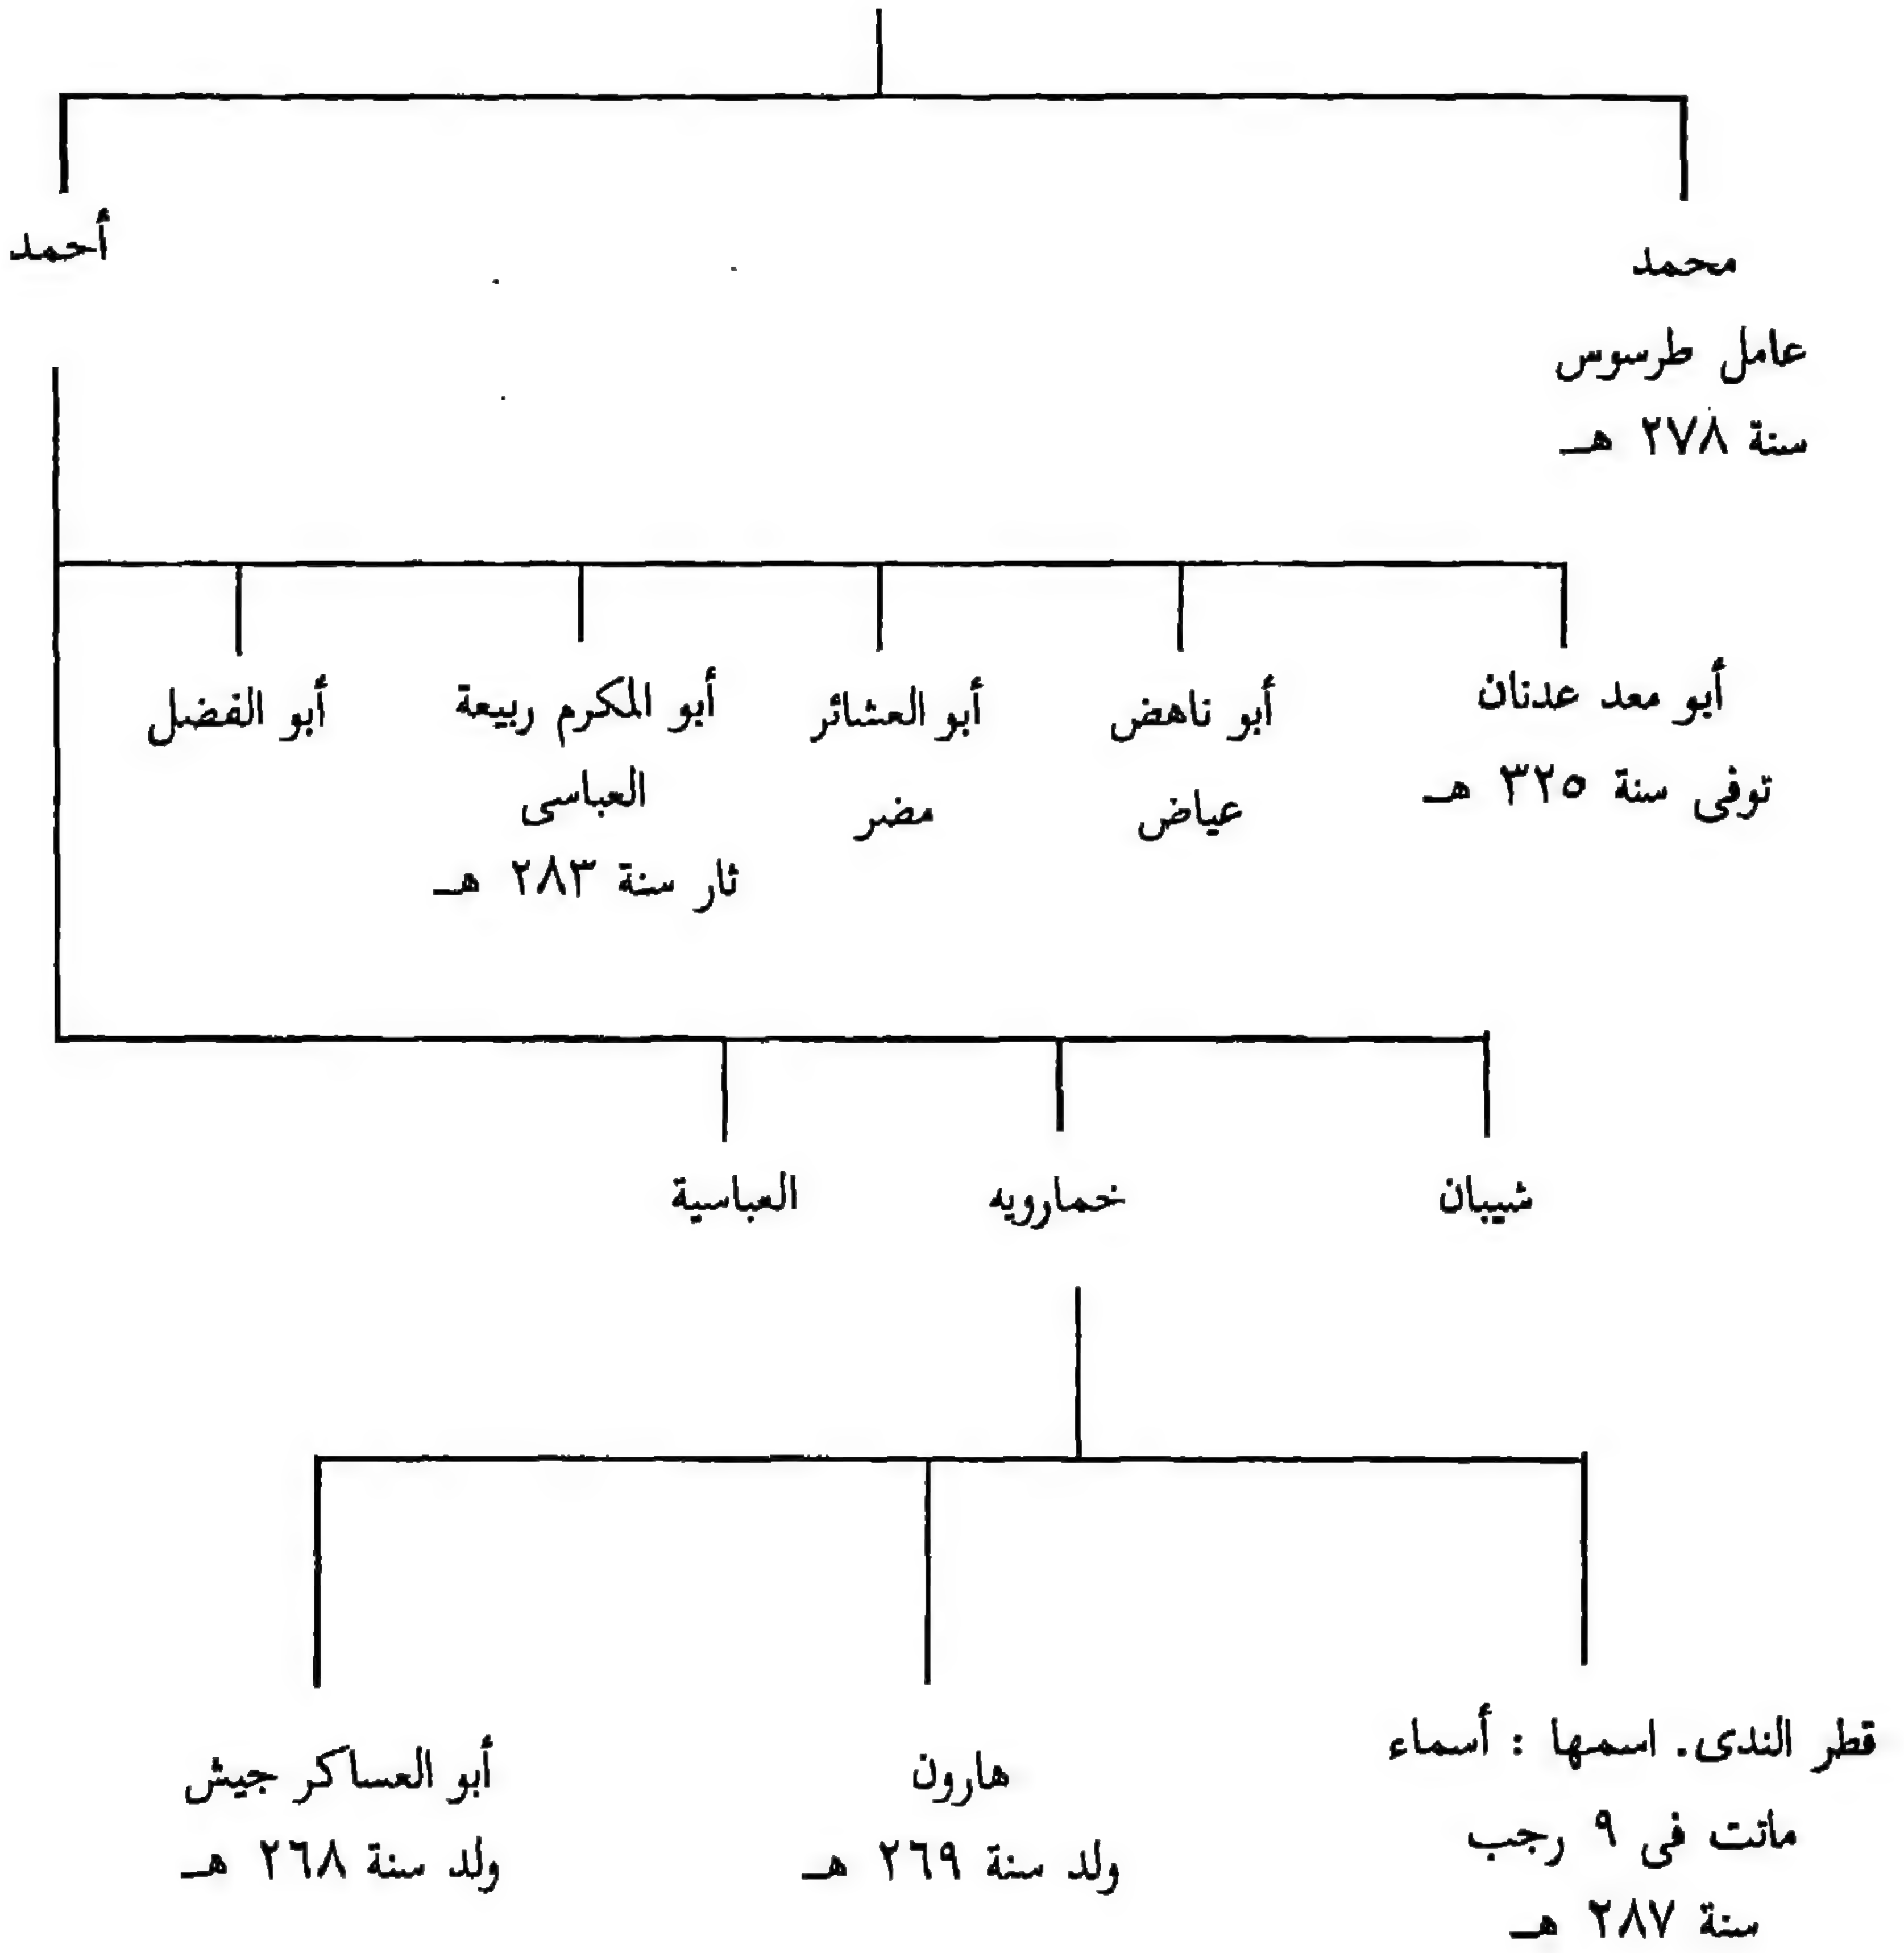 محمد
عامل طرسوس
سنة ٢٧٨ هـ
أحمد
أبو معد عدنان
توفى سنة ٣٢٥ هـ
أبو ناهض
عياض
أبو العشائر
مضر
أبو المكرم ربيعة
العباسى
ثار سنة ٢٨٣ هـ
أبو الفضل
شيبان
خمارويه
العباسية
قطر الندى. اسمها : أسماء
ماتت فى ٩ رجب
سنة ٢٨٧ هـ
هارون
ولد سنة ٢٦٩ هـ
أبو العساكر جيش
ولد سنة ٢٦٨ هـ